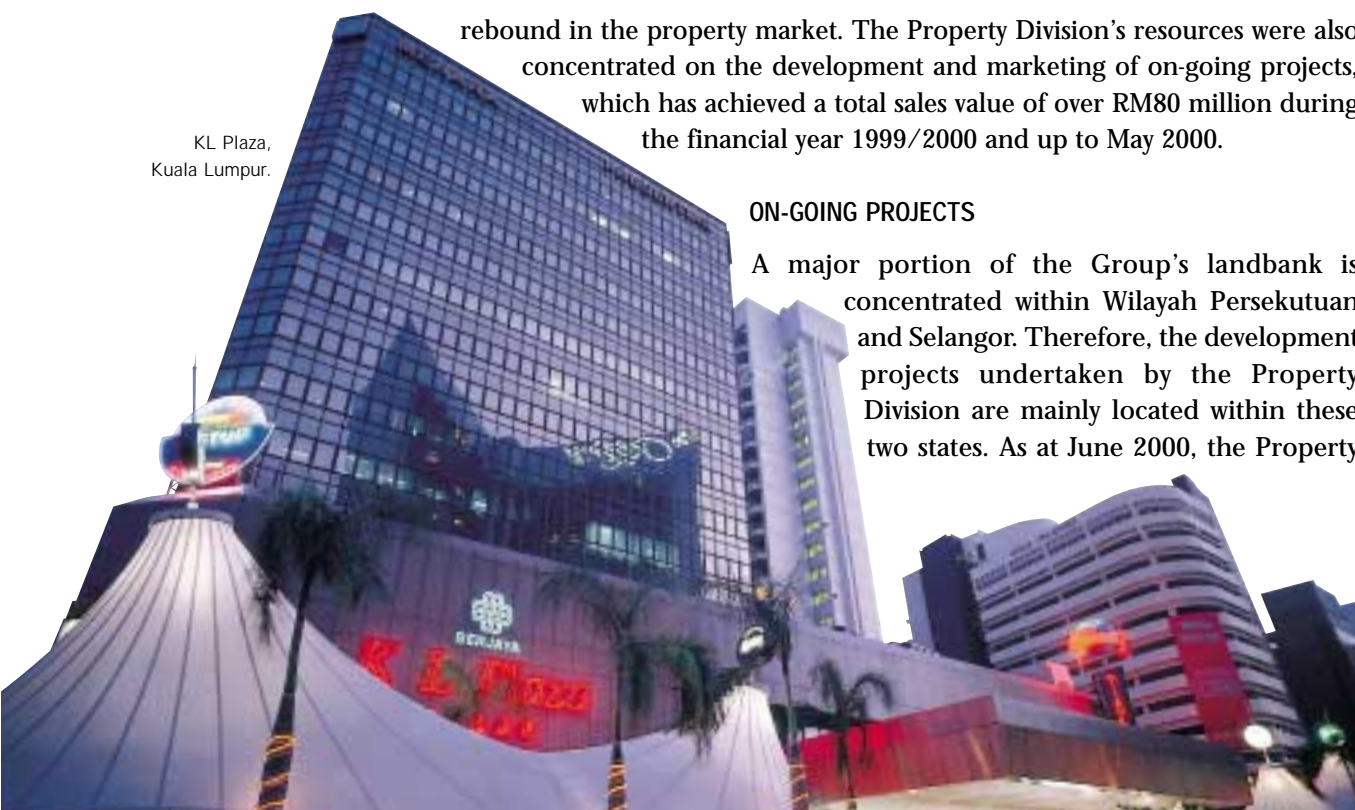 rebound in the property market. The Property Division's resources were also
concentrated on the development and marketing of on-going projects,
which has achieved a total sales value of over RM80 million during
the financial year 1999/2000 and up to May 2000.
KL Plaza,
Kuala Lumpur.
ON-GOING PROJECTS
A major portion of the Group's landbank is
concentrated within Wilayah Persekutuan
and Selangor. Therefore, the development
projects undertaken by the Property
Division are mainly located within these
two states. As at June 2000, the Property
BERJAYA
KL Plaza